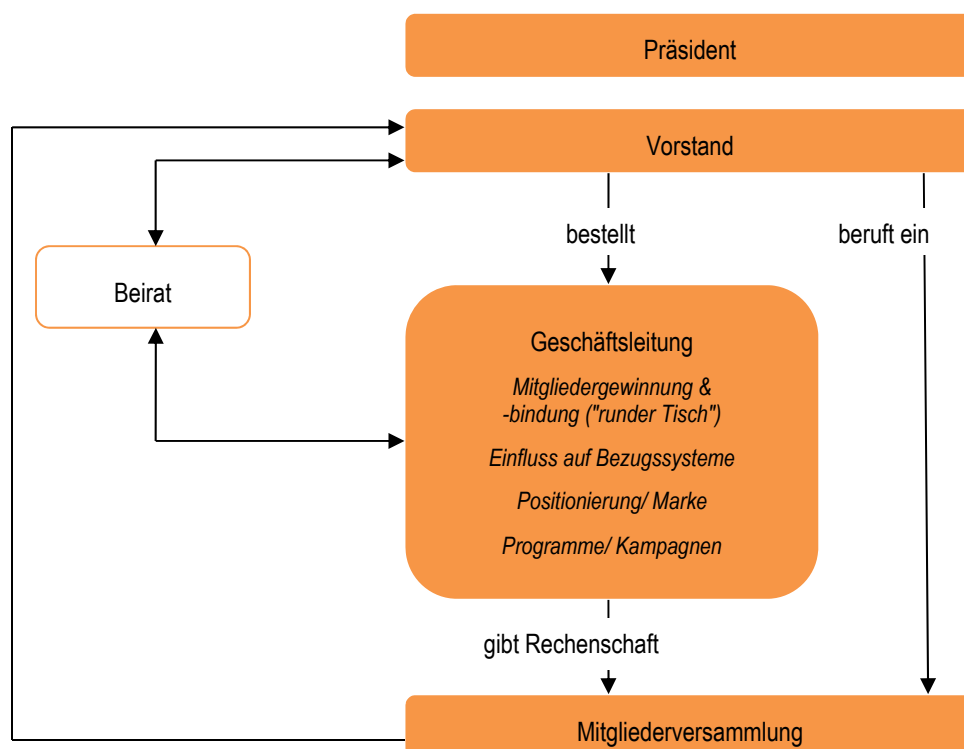 Präsident
Vorstand
bestellt
beruft ein
Beirat
Geschäftsleitung
Mitgliedergewinnung &
-bindung ("runder Tisch")
Einfluss auf Bezugssysteme
Positionierung/ Marke
Programme/ Kampagnen
gibt Rechenschaft
Mitgliederversammlung